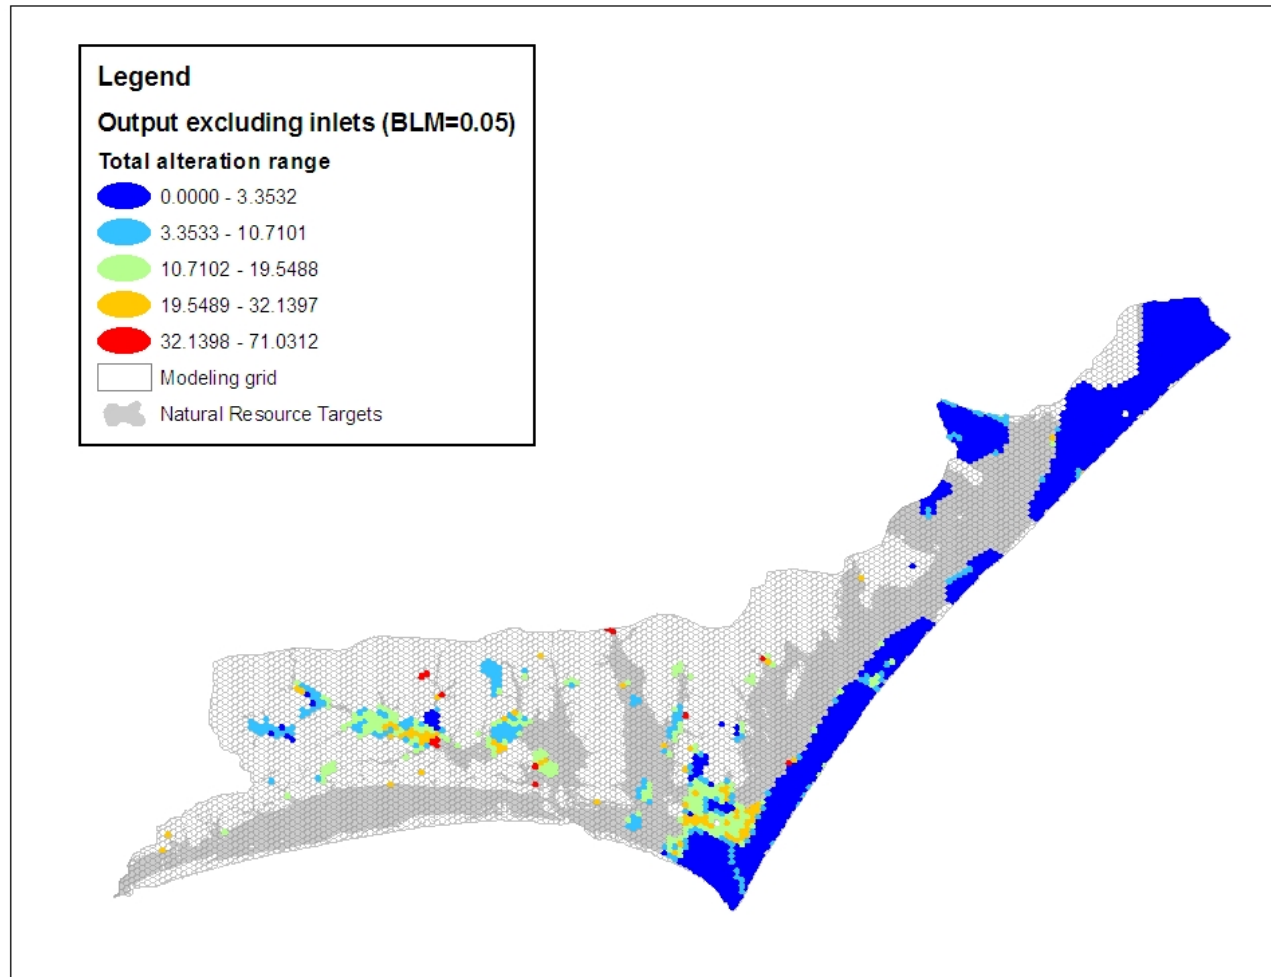 Legend
Output excluding inlets (BLM=0.05)
Total alteration range
0.0000 - 3.3532
3.3533 - 10.7101
10.7102 - 19.5488
19.5489 - 32.1397
32.1398 - 71.0312
Modeling grid
Natural Resource Targets